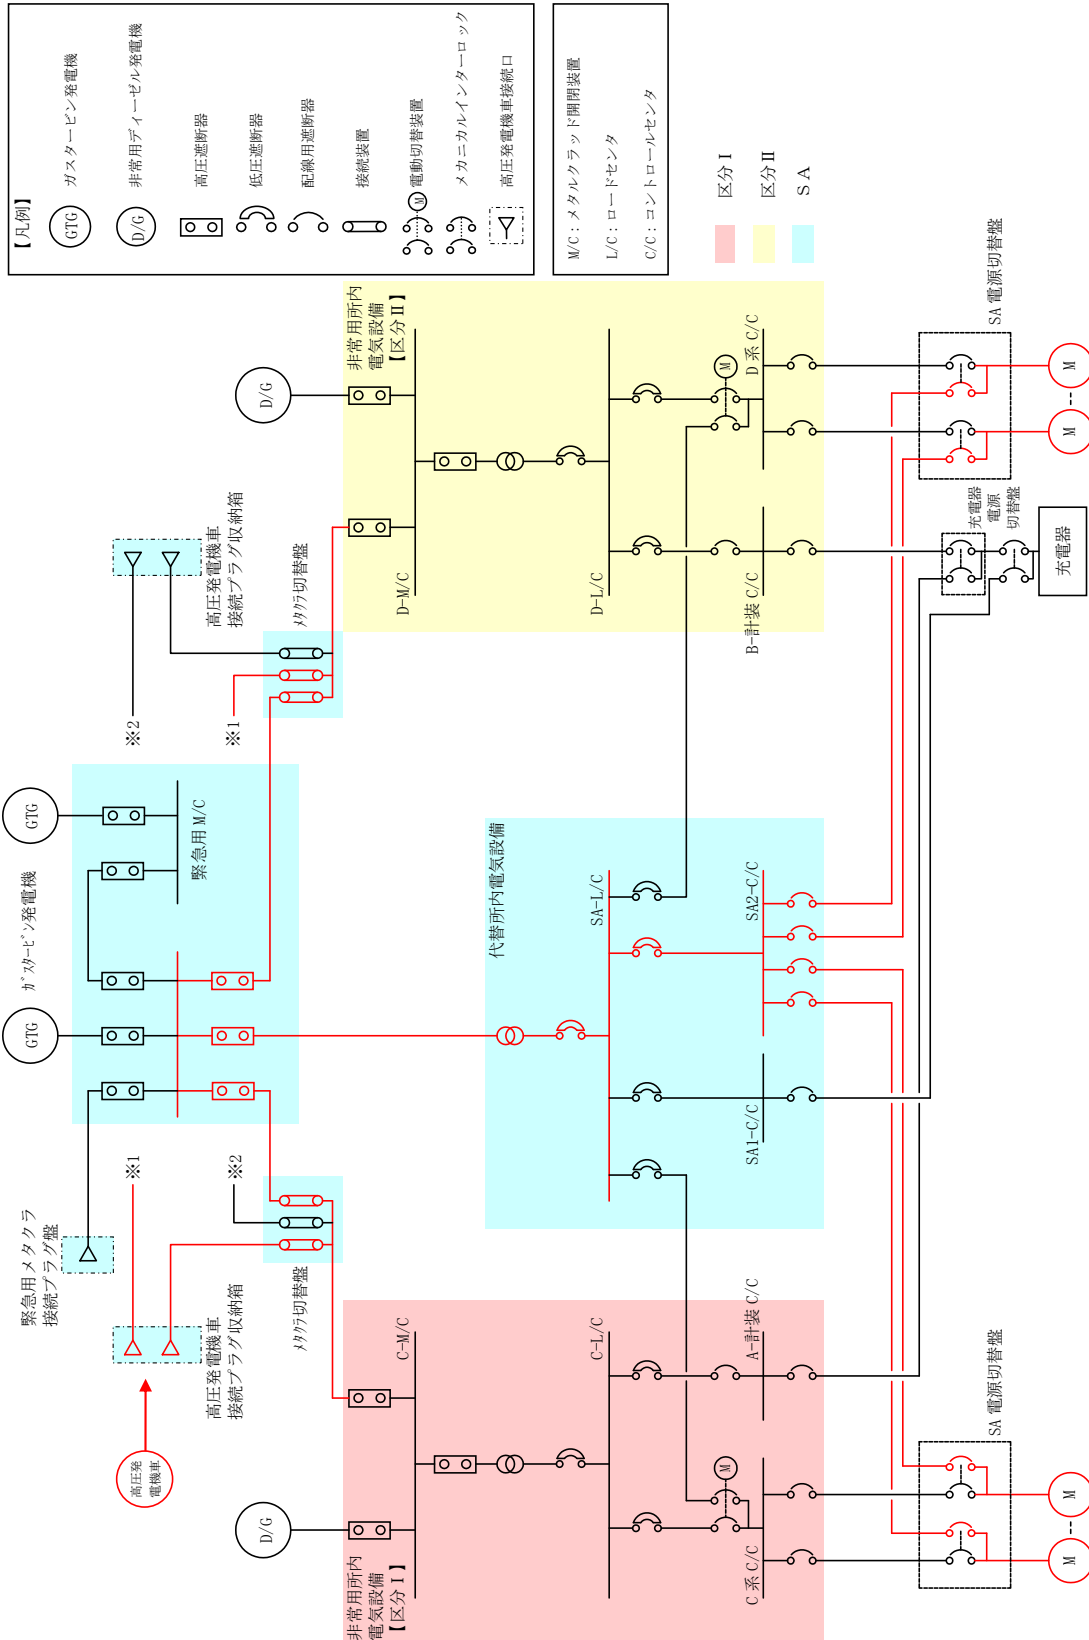 【凡例】
GTG
ガスタービン発電機
D/G
非常用ディーゼル発電機
高圧遮断器
低圧遮断器
配線用遮断器
接続装置
M
電動切替装置
メカニカルインターロック
高圧発電機車接続口
M/C：メタルクラッド開閉装置
L/C：ロードセンタ
C/C：コントロールセンタ
区分Ⅰ
区分Ⅱ
ＳＡ
緊急用メタクラ
接続プラグ盤
GTG
ｶﾞｽﾀｰﾋﾞﾝ発電機
GTG
緊急用 M/C
高圧発
電機車
※1
※2
高圧発電機車
接続プラグ収納箱
ﾒﾀｸﾗ切替盤
※2
※1
高圧発電機車
接続プラグ収納箱
ﾒﾀｸﾗ切替盤
D/G
D/G
非常用所内
電気設備
【区分Ⅰ】
C-M/C
C-L/C
M
C 系 C/C
A-計装 C/C
代替所内電気設備
SA-L/C
SA1-C/C
SA2-C/C
非常用所内
電気設備
【区分Ⅱ】
D-M/C
D-L/C
M
B-計装 C/C
D 系 C/C
SA 電源切替盤
M
M
充電器
電源
切替盤
充電器
SA 電源切替盤
M
M